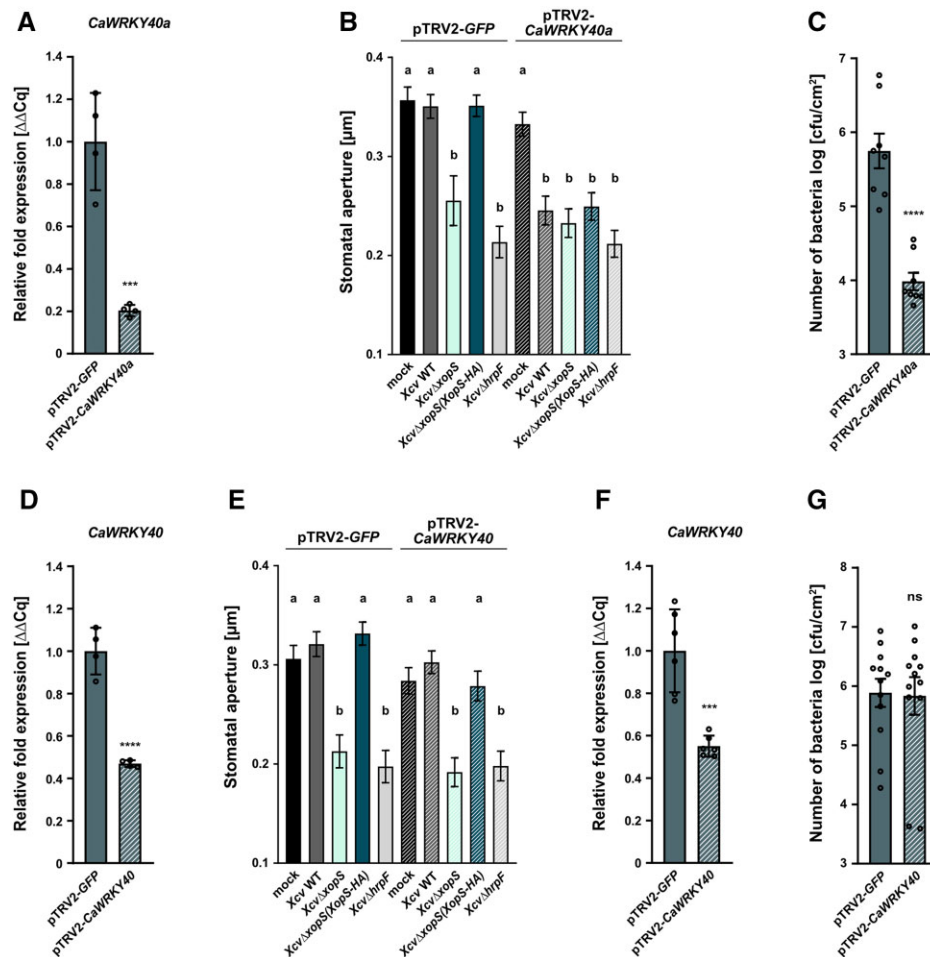 A
CaWRKY40a
Relative fold expression [ΔΔCq]
1.4
1.2
1.0
0.8
0.6
0.4
0.2
0
***
pTRV2-GFP
pTRV2-CaWRKY40a
B
pTRV2-GFP
pTRV2-
CaWRKY40a
Stomatal aperture [µm]
0.4
0.3
0.2
0.1
a
a
b
a
b
a
b
b
b
b
mock
Xcv WT
XcvΔxopS
XcvΔxopS(XopS-HA)
XcvΔhrpF
mock
Xcv WT
XcvΔxopS
XcvΔxopS(XopS-HA)
XcvΔhrpF
C
Number of bacteria log [cfu/cm²]
7
6
5
4
3
****
pTRV2-GFP
pTRV2-CaWRKY40a
D
CaWRKY40
Relative fold expression [ΔΔCq]
1.4
1.2
1.0
0.8
0.6
0.4
0.2
0
****
pTRV2-GFP
pTRV2-CaWRKY40
E
pTRV2-GFP
pTRV2-
CaWRKY40
Stomatal aperture [µm]
0.4
0.3
0.2
0.1
a
a
b
a
b
a
a
b
a
b
mock
Xcv WT
XcvΔxopS
XcvΔxopS(XopS-HA)
XcvΔhrpF
mock
Xcv WT
XcvΔxopS
XcvΔxopS(XopS-HA)
XcvΔhrpF
F
CaWRKY40
Relative fold expression [ΔΔCq]
1.4
1.2
1.0
0.8
0.6
0.4
0.2
0
***
pTRV2-GFP
pTRV2-CaWRKY40
G
Number of bacteria log [cfu/cm²]
8
7
6
5
4
3
ns
pTRV2-GFP
pTRV2-CaWRKY40